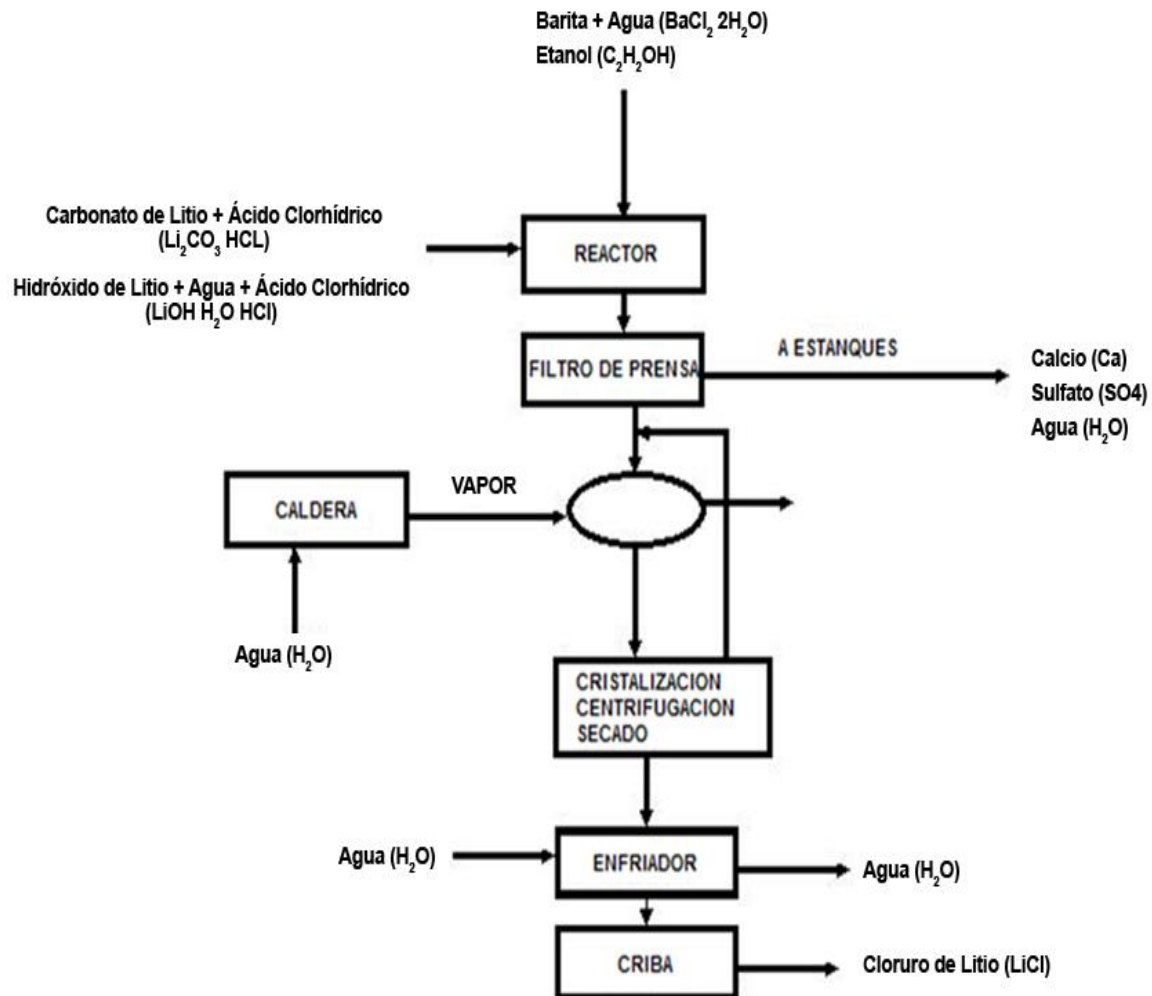 Barita + Agua (BaCl₂ 2H₂O)
Etanol (C₂H₂OH)
Carbonato de Litio + Ácido Clorhídrico
(Li₂CO₃ HCL)
Hidróxido de Litio + Agua + Ácido Clorhídrico
(LiOH H₂O HCl)
REACTOR
FILTRO DE PRENSA
A ESTANQUES
Calcio (Ca)
Sulfato (SO4)
Agua (H₂O)
CALDERA
VAPOR
Agua (H₂O)
CRISTALIZACION
CENTRIFUGACION
SECADO
Agua (H₂O)
ENFRIADOR
Agua (H₂O)
CRIBA
Cloruro de Litio (LiCl)